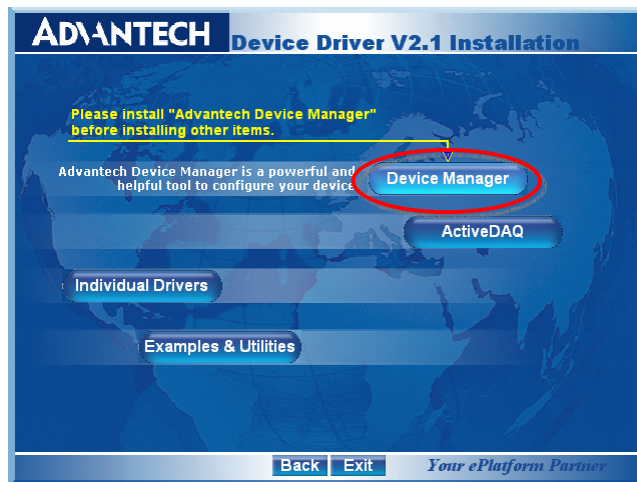 ADVANTECH Device Driver V2.1 Installation
Please install "Advantech Device Manager"
before installing other items.
Advantech Device Manager is a powerful and
helpful tool to configure your device
Device Manager
ActiveDAQ
Individual Drivers
Examples & Utilities
Back Exit Your ePlatform Partner